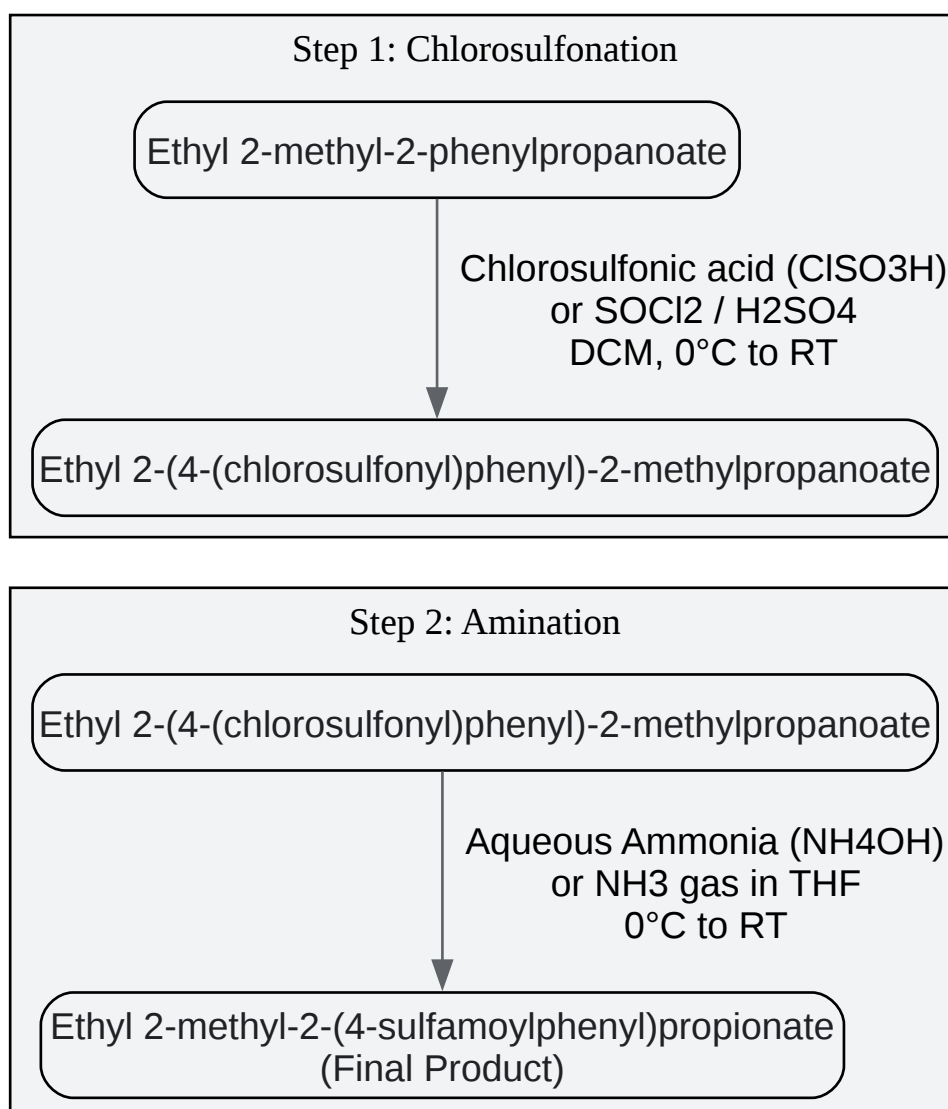 Step 1: Chlorosulfonation
Ethyl 2-methyl-2-phenylpropanoate
Chlorosulfonic acid (ClSO3H)
or SOCl2 / H2SO4
DCM, 0°C to RT
Ethyl 2-(4-(chlorosulfonyl)phenyl)-2-methylpropanoate
Step 2: Amination
Ethyl 2-(4-(chlorosulfonyl)phenyl)-2-methylpropanoate
Aqueous Ammonia (NH4OH)
or NH3 gas in THF
0°C to RT
Ethyl 2-methyl-2-(4-sulfamoylphenyl)propionate
(Final Product)